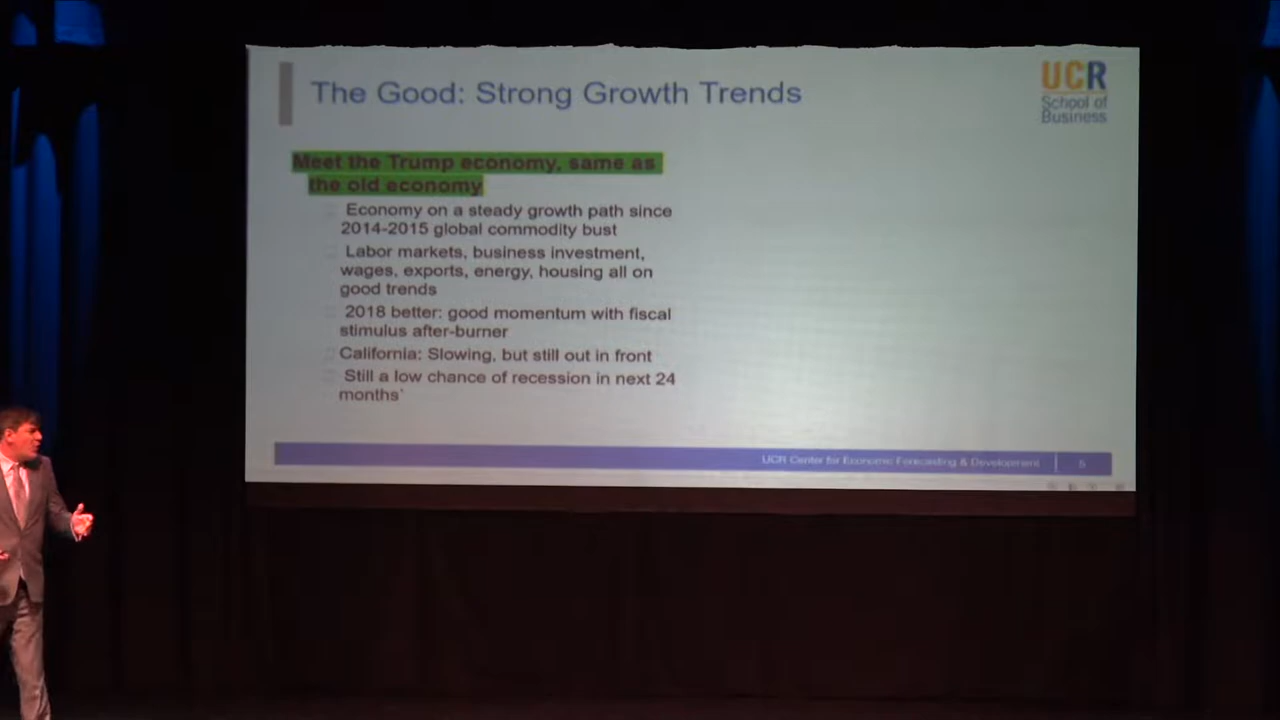 The Good: Strong Growth Trends
UCR
School of
Business
Meet the Trump economy, same as
the old economy
Economy on a steady growth path since
2014-2015 global commodity bust
Labor markets, business investment,
wages, exports, energy, housing all on
good trends
2018 better: good momentum with fiscal
stimulus after-burner
California: Slowing, but still out in front
Still a low chance of recession in next 24
months`
UCR Center for Economic Forecasting & Development
5